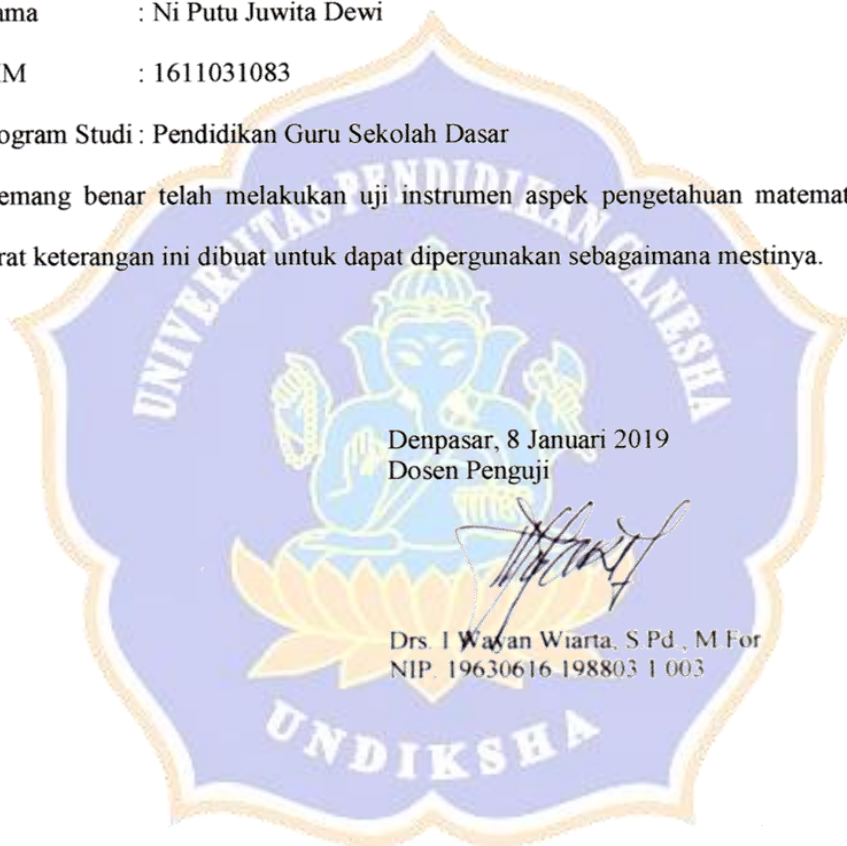 ama : Ni Putu Juwita Dewi
IM : 1611031083
ogram Studi : Pendidikan Guru Sekolah Dasar
emang benar telah melakukan uji instrumen aspek pengetahuan matemat
rat keterangan ini dibuat untuk dapat dipergunakan sebagaimana mestinya.
UNIVERSITAS PENDIDIKAN GANESHA
Denpasar, 8 Januari 2019
Dosen Penguji
Drs. I Wayan Wiarta, S.Pd., M.For
NIP. 19630616 198803 1 003
UNDIKSHA